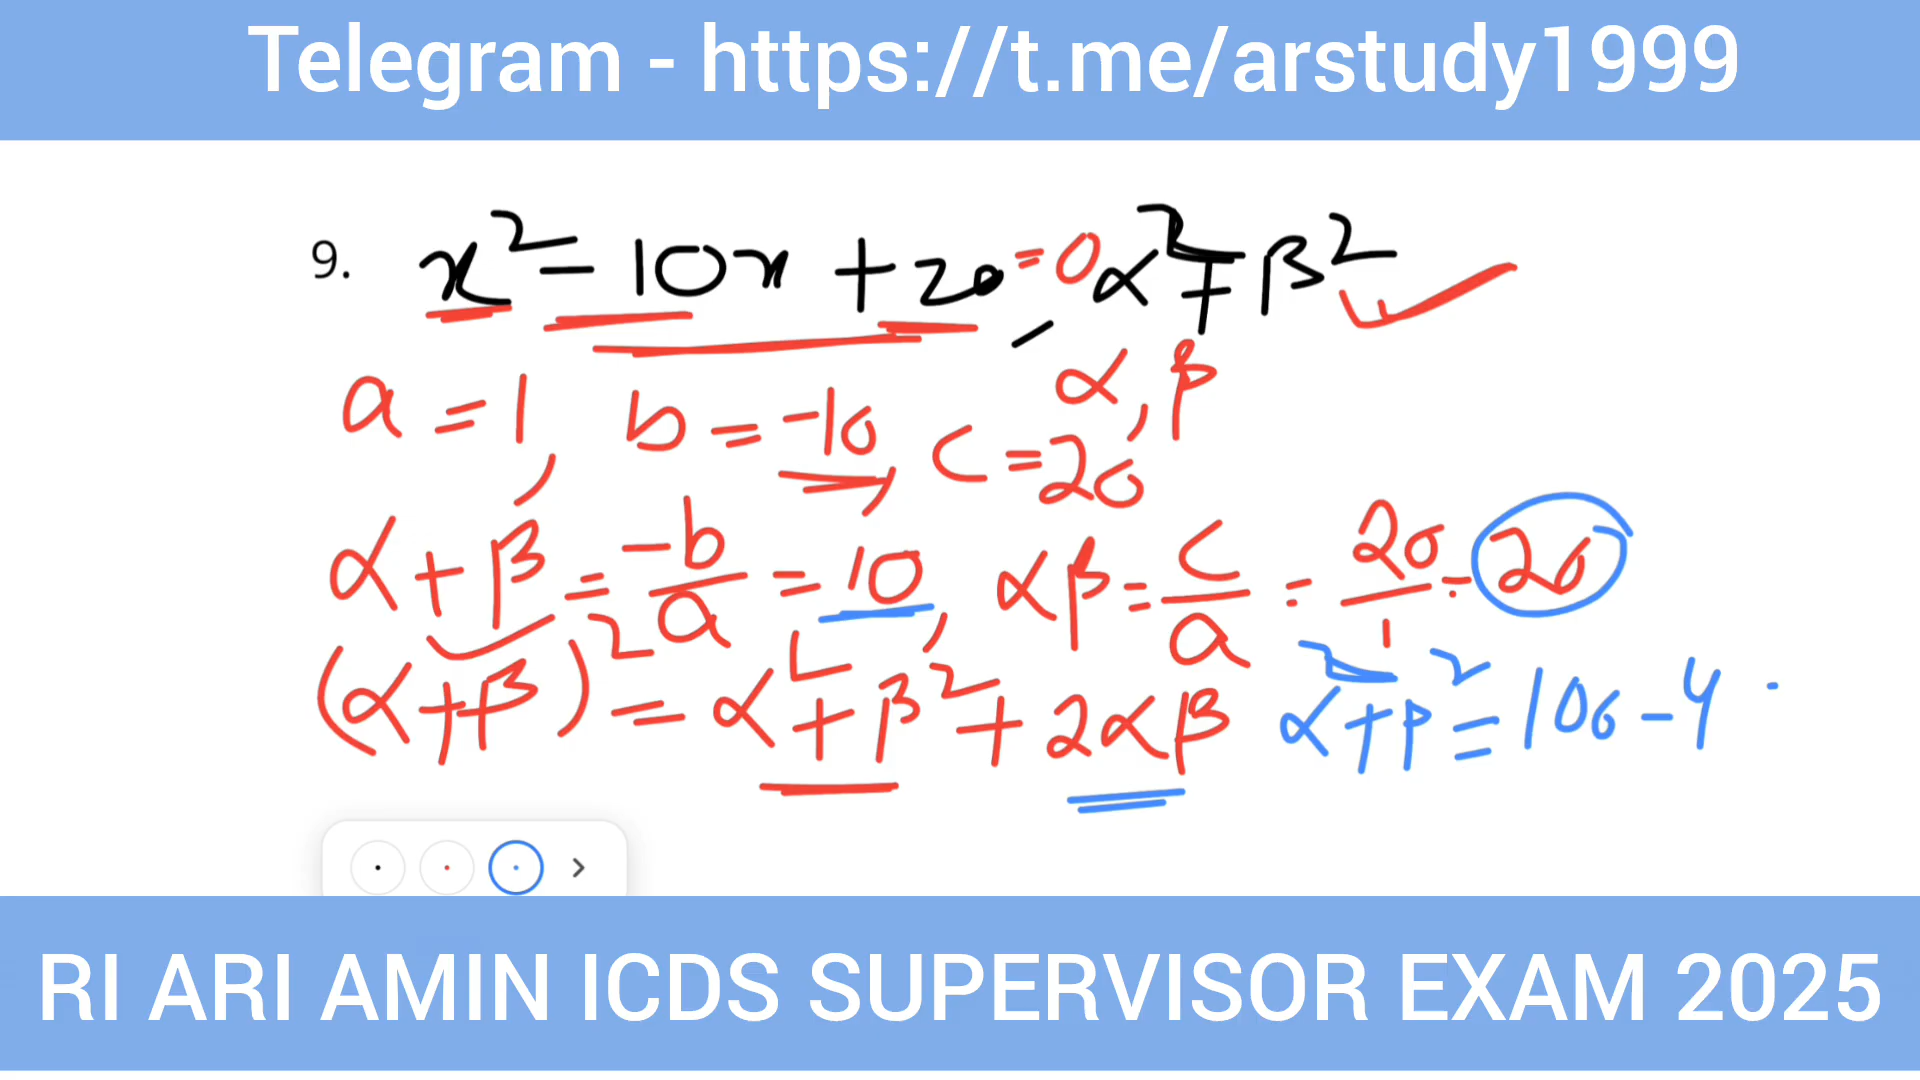 Telegram - https://t.me/arstudy1999
9. x² - 10x + 20 = 0, α² + β²
α, β
a = 1, b = -10, c = 20
α + β = -b/a = 10, αβ = c/a = 20/1 = 20
(α + β)² = α² + β² + 2αβ
α² + β² = 100 - 4
RI ARI AMIN ICDS SUPERVISOR EXAM 2025